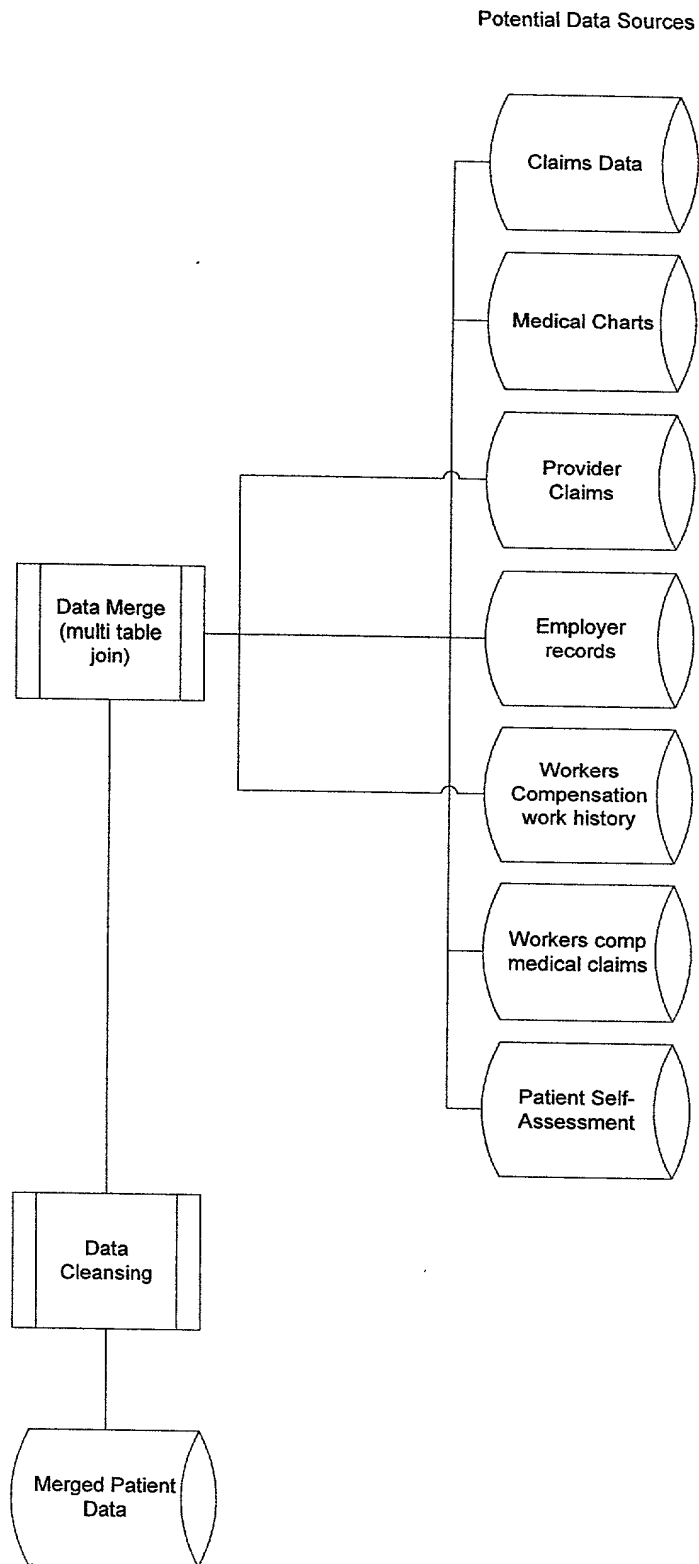 Potential Data Sources
Claims Data
Medical Charts
Provider
Claims
Data Merge
(multi table
join)
Employer
records
Workers
Compensation
work history
Workers comp
medical claims
Patient Self-
Assessment
Data
Cleansing
Merged Patient
Data